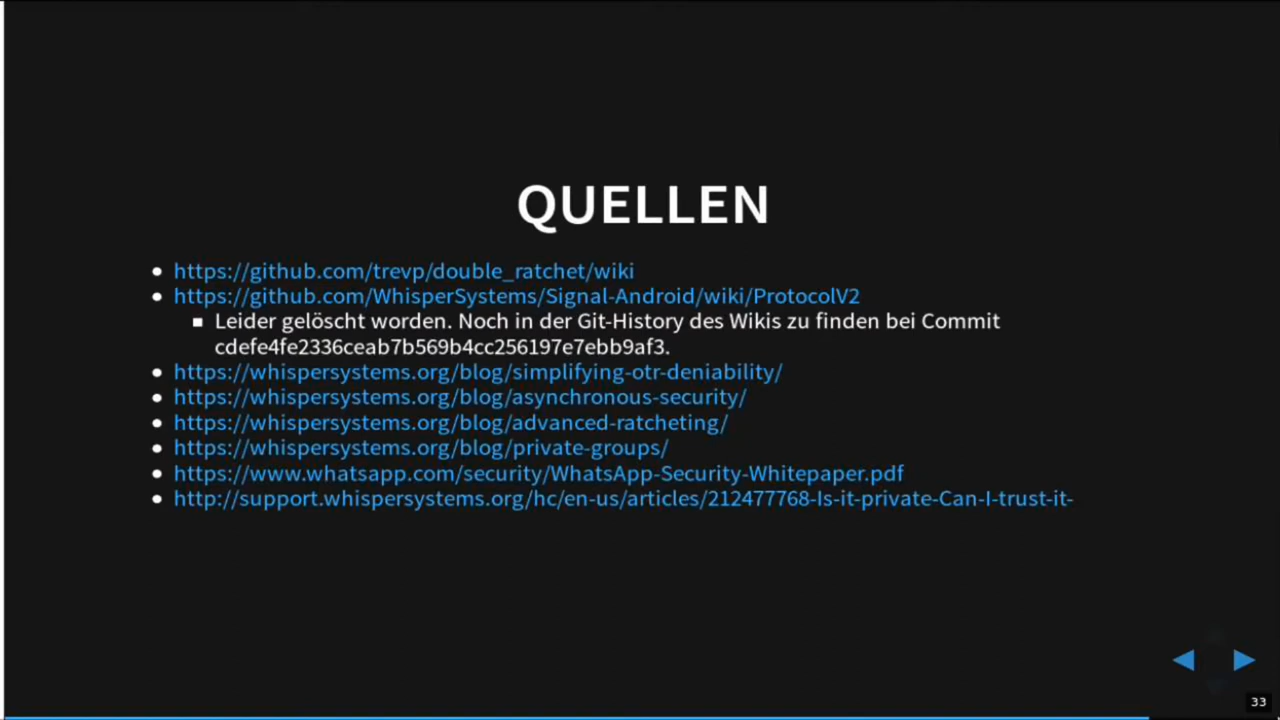 QUELLEN
https://github.com/trevp/double_ratchet/wiki
https://github.com/WhisperSystems/Signal-Android/wiki/ProtocolV2
Leider gelöscht worden. Noch in der Git-History des Wikis zu finden bei Commit
cdefe4fe2336ceab7b569b4cc256197e7ebb9af3.
https://whispersystems.org/blog/simplifying-otr-deniability/
https://whispersystems.org/blog/asynchronous-security/
https://whispersystems.org/blog/advanced-ratcheting/
https://whispersystems.org/blog/private-groups/
https://www.whatsapp.com/security/WhatsApp-Security-Whitepaper.pdf
http://support.whispersystems.org/hc/en-us/articles/212477768-Is-it-private-Can-I-trust-it-
33